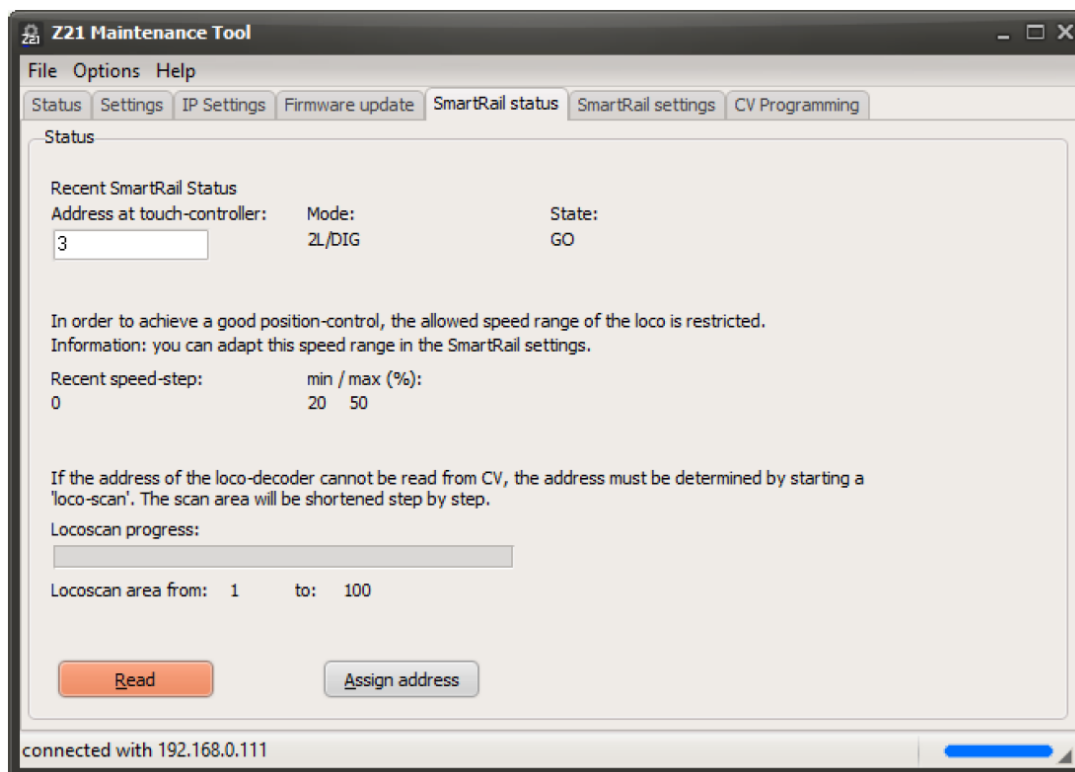 Z21 Maintenance Tool
File Options Help
Status Settings IP Settings Firmware update SmartRail status SmartRail settings CV Programming
Status
Recent SmartRail Status
Address at touch-controller: Mode: State:
3 2L/DIG GO
In order to achieve a good position-control, the allowed speed range of the loco is restricted.
Information: you can adapt this speed range in the SmartRail settings.
Recent speed-step: min / max (%):
0 20 50
If the address of the loco-decoder cannot be read from CV, the address must be determined by starting a
'loco-scan'. The scan area will be shortened step by step.
Locoscan progress:
Locoscan area from: 1 to: 100
Read Assign address
connected with 192.168.0.111